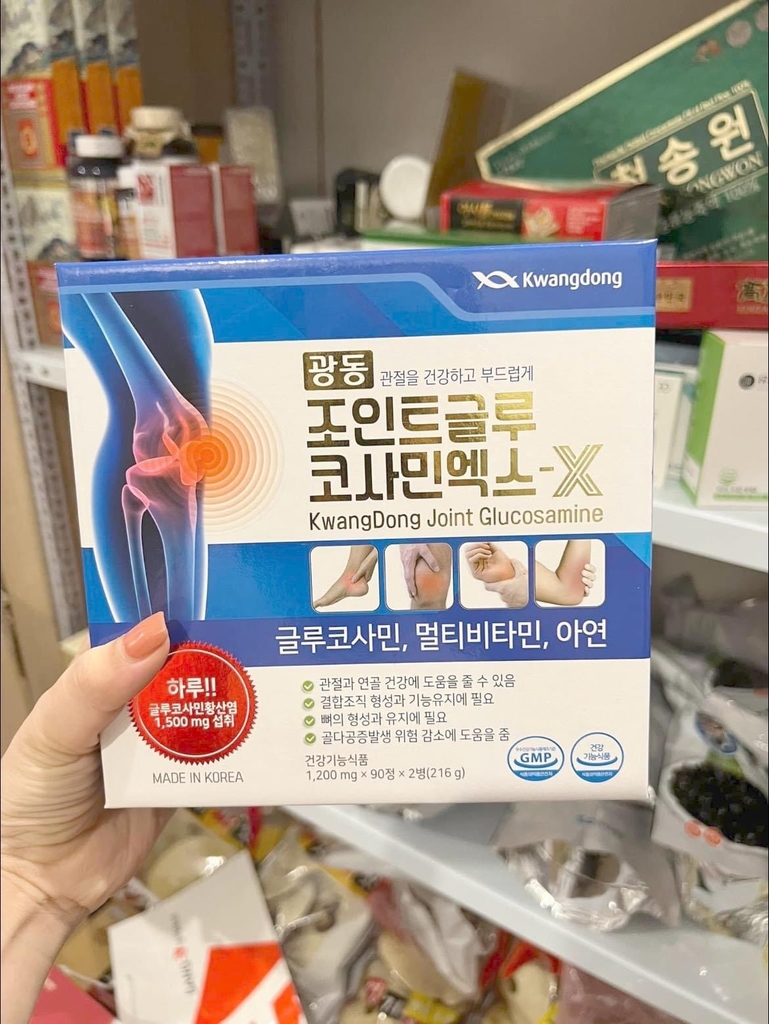 청송원
ONGWON
100%
Kwangdong
광동 관절을 건강하고 부드럽게
조인트글루
코사민엑스-X
KwangDong Joint Glucosamine
글루코사민, 멀티비타민, 아연
하루!!
글루코사민황산염
1,500 mg 섭취
관절과 연골 건강에 도움을 줄 수 있음
결합조직 형성과 기능유지에 필요
뼈의 형성과 유지에 필요
골다공증발생 위험 감소에 도움을 줌
건강기능식품
1,200 mg × 90정 × 2병(216 g)
MADE IN KOREA
GMP
건강
기능식품